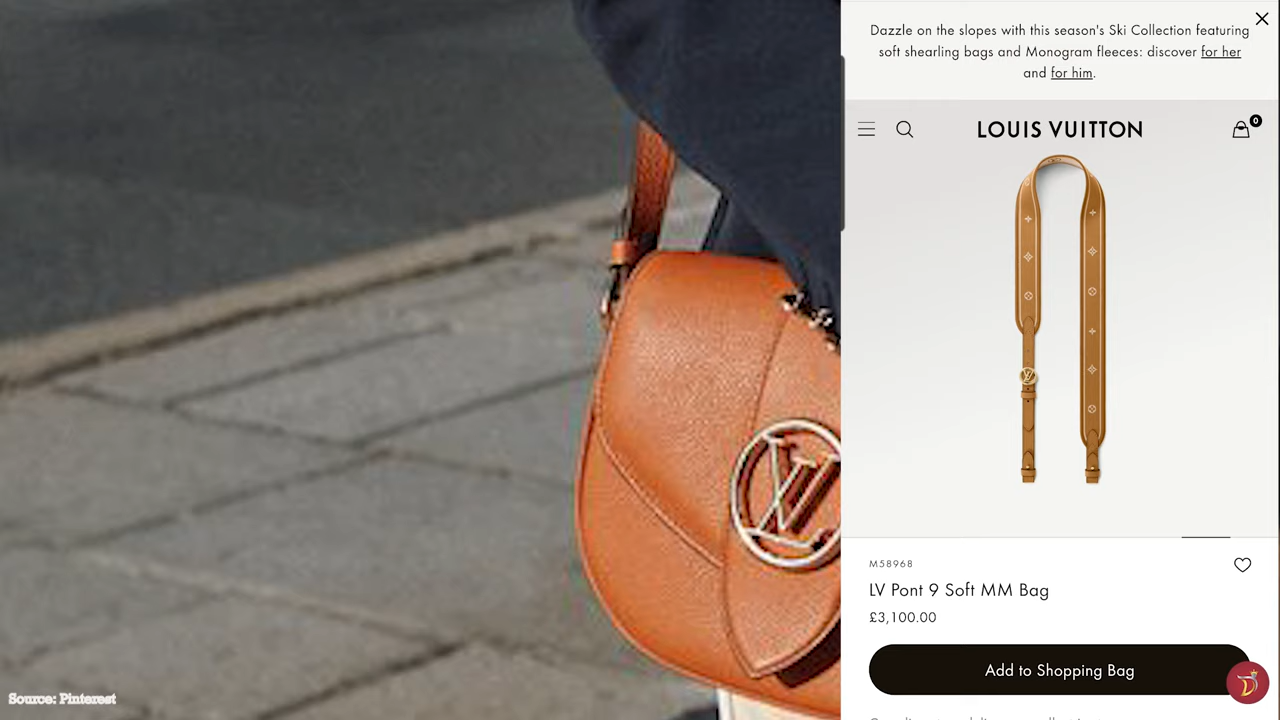 Dazzle on the slopes with this season's Ski Collection featuring
soft shearling bags and Monogram fleeces: discover for her
and for him.
0
LOUIS VUITTON
LV
M58968
LV Pont 9 Soft MM Bag
£3,100.00
Add to Shopping Bag
Source: Pinterest